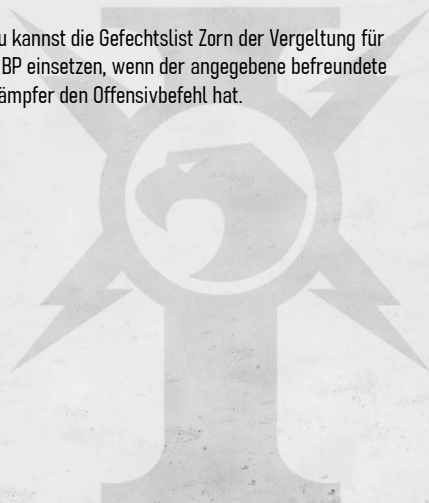 u kannst die Gefechtslist Zorn der Vergeltung für
BP einsetzen, wenn der angegebene befreundete
ämpfer den Offensivbefehl hat.